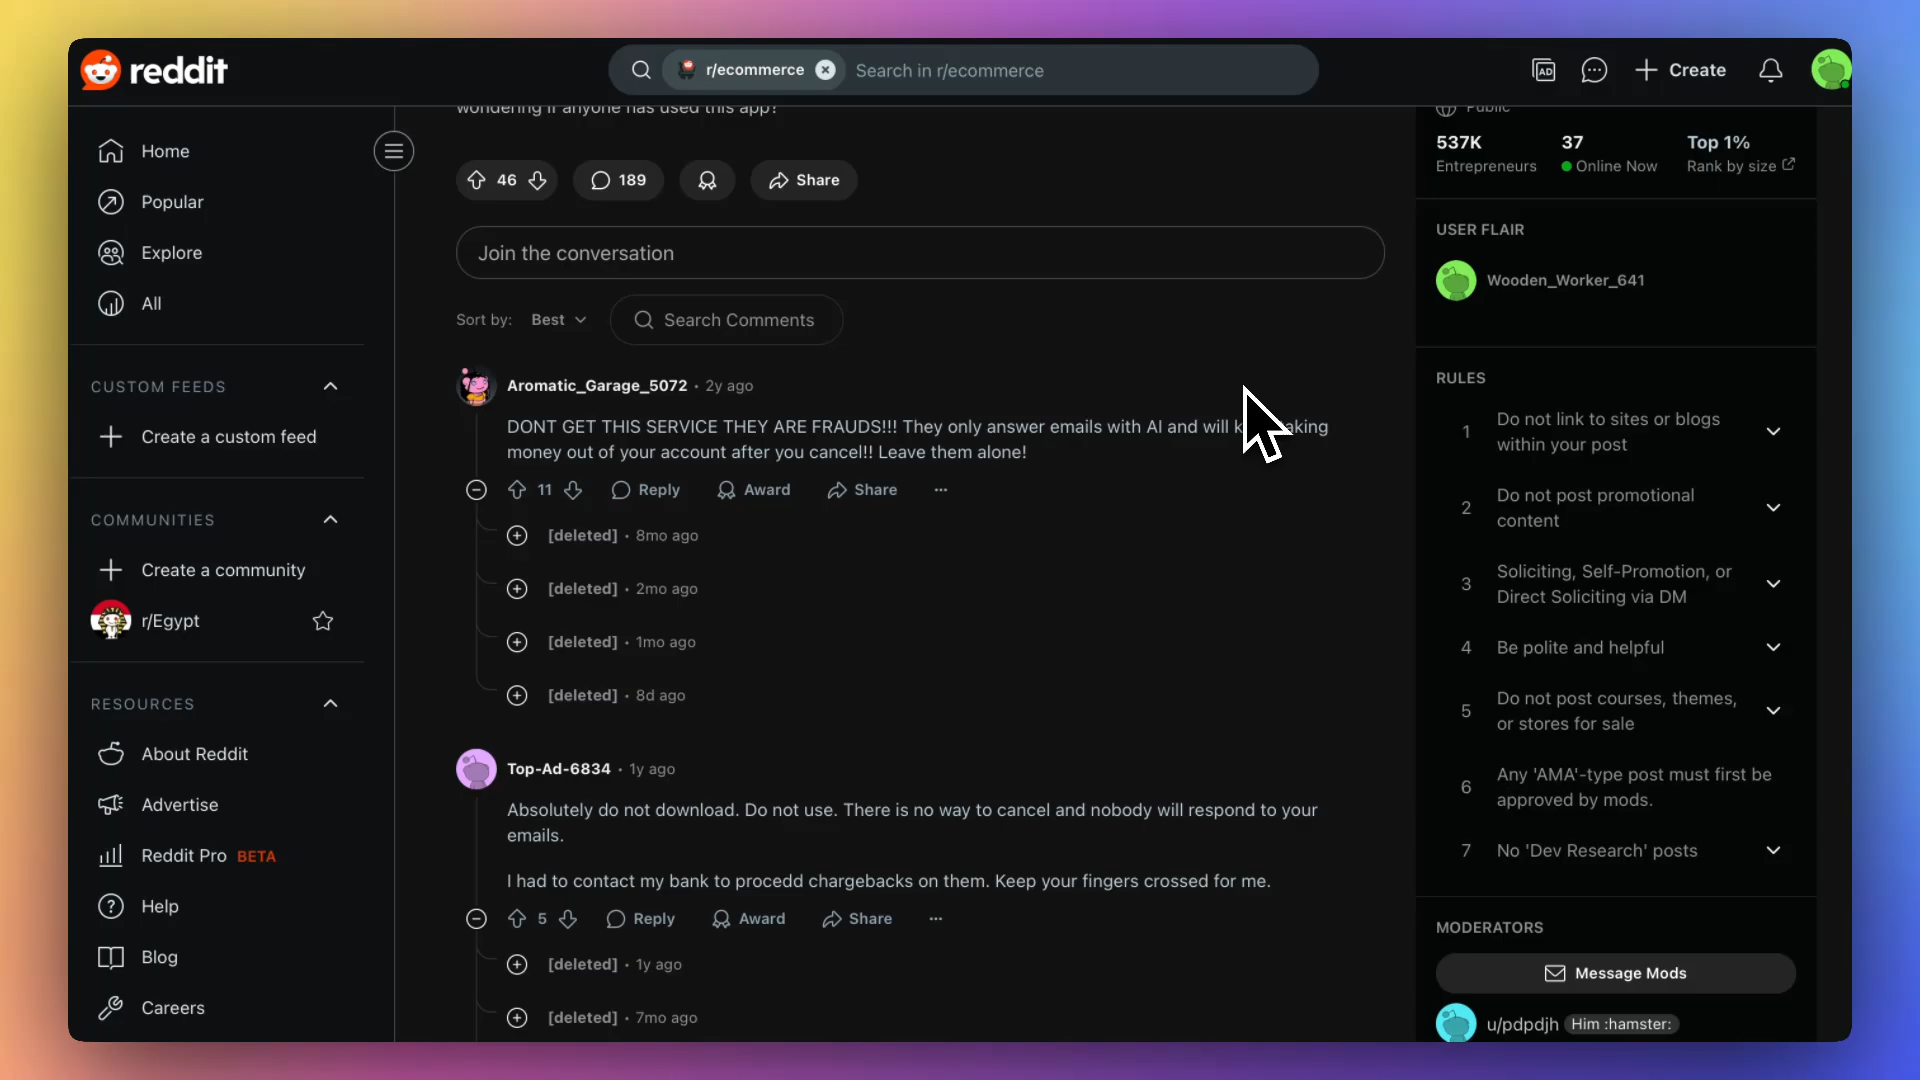 reddit
r/ecommerce
Search in r/ecommerce
AD
Create
Home
Popular
Explore
All
CUSTOM FEEDS
Create a custom feed
COMMUNITIES
Create a community
r/Egypt
RESOURCES
About Reddit
Advertise
Reddit Pro BETA
Help
Blog
Careers
wondering if anyone has used this app?
46
189
Share
Join the conversation
Sort by: Best
Search Comments
Aromatic_Garage_5072 • 2y ago
DONT GET THIS SERVICE THEY ARE FRAUDS!!! They only answer emails with AI and will
money out of your account after you cancel!! Leave them alone!
11 Reply Award Share
[deleted] • 8mo ago
[deleted] • 2mo ago
[deleted] • 1mo ago
[deleted] • 8d ago
Top-Ad-6834 • 1y ago
Absolutely do not download. Do not use. There is no way to cancel and nobody will respond to your
emails.
I had to contact my bank to procedd chargebacks on them. Keep your fingers crossed for me.
5 Reply Award Share
[deleted] • 1y ago
[deleted] • 7mo ago
Public
537K 37 Top 1%
Entrepreneurs Online Now Rank by size
USER FLAIR
Wooden_Worker_641
RULES
1 Do not link to sites or blogs
within your post
2 Do not post promotional
content
3 Soliciting, Self-Promotion, or
Direct Soliciting via DM
4 Be polite and helpful
5 Do not post courses, themes,
or stores for sale
6 Any 'AMA'-type post must first be
approved by mods.
7 No 'Dev Research' posts
MODERATORS
Message Mods
u/pdpdjh Him :hamster: